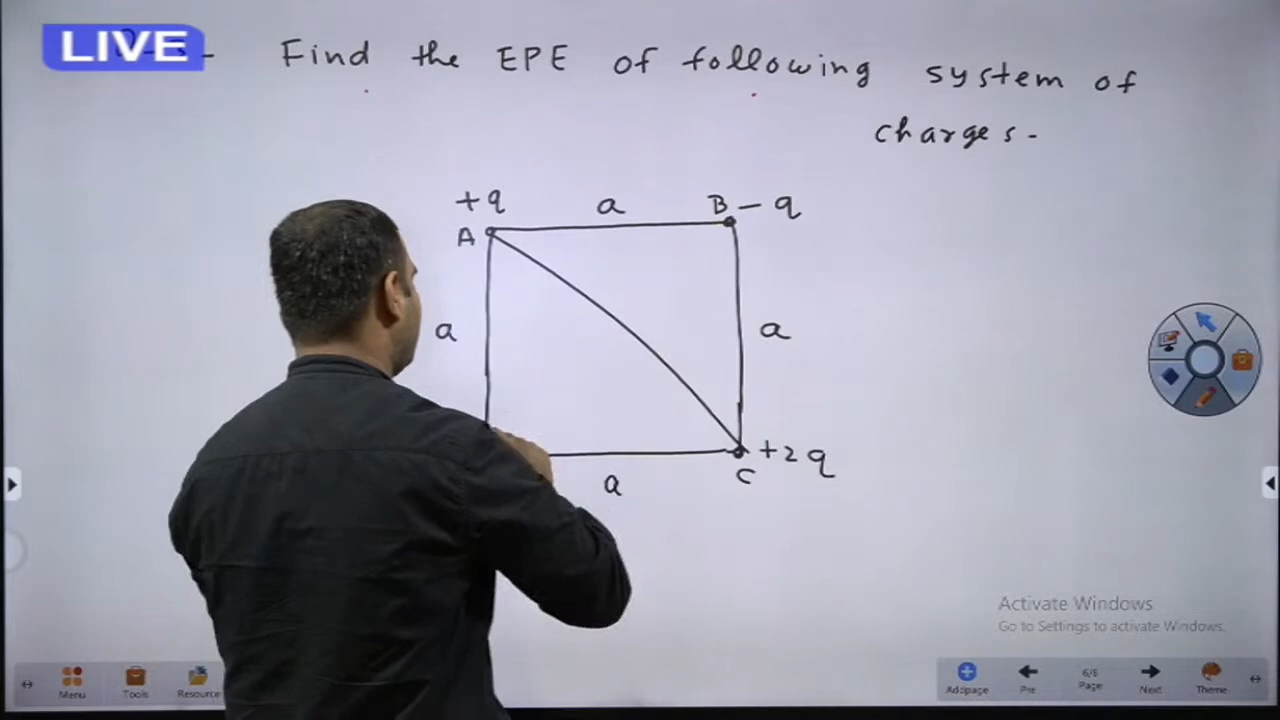 LIVE
Find the EPE of following system of
charges-
+q a B - q
A
a a
a C +2q
Activate Windows
Go to Settings to activate Windows.
Menu Tools Resource Addpage Pre 6/6 Page Next Theme